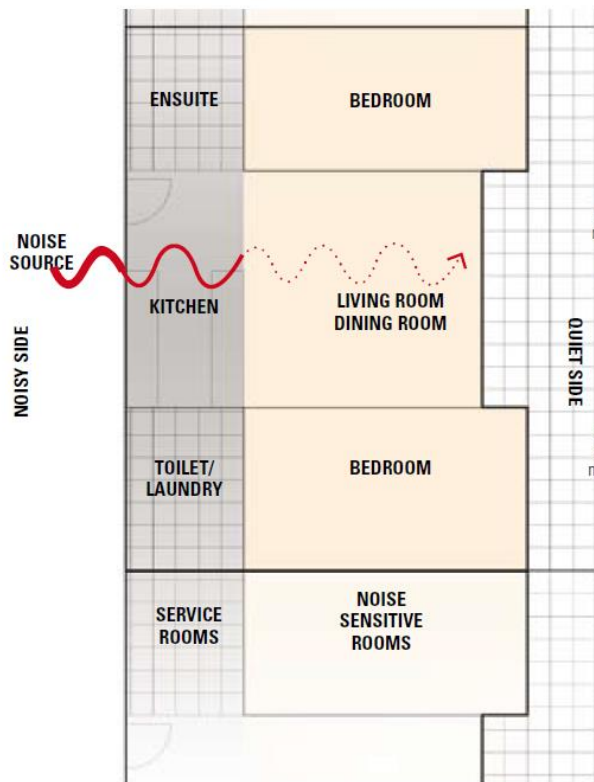 ENSUITE
BEDROOM
NOISE
SOURCE
KITCHEN
LIVING ROOM
DINING ROOM
NOISY SIDE
QUIET SIDE
TOILET/
LAUNDRY
BEDROOM
SERVICE
ROOMS
NOISE
SENSITIVE
ROOMS